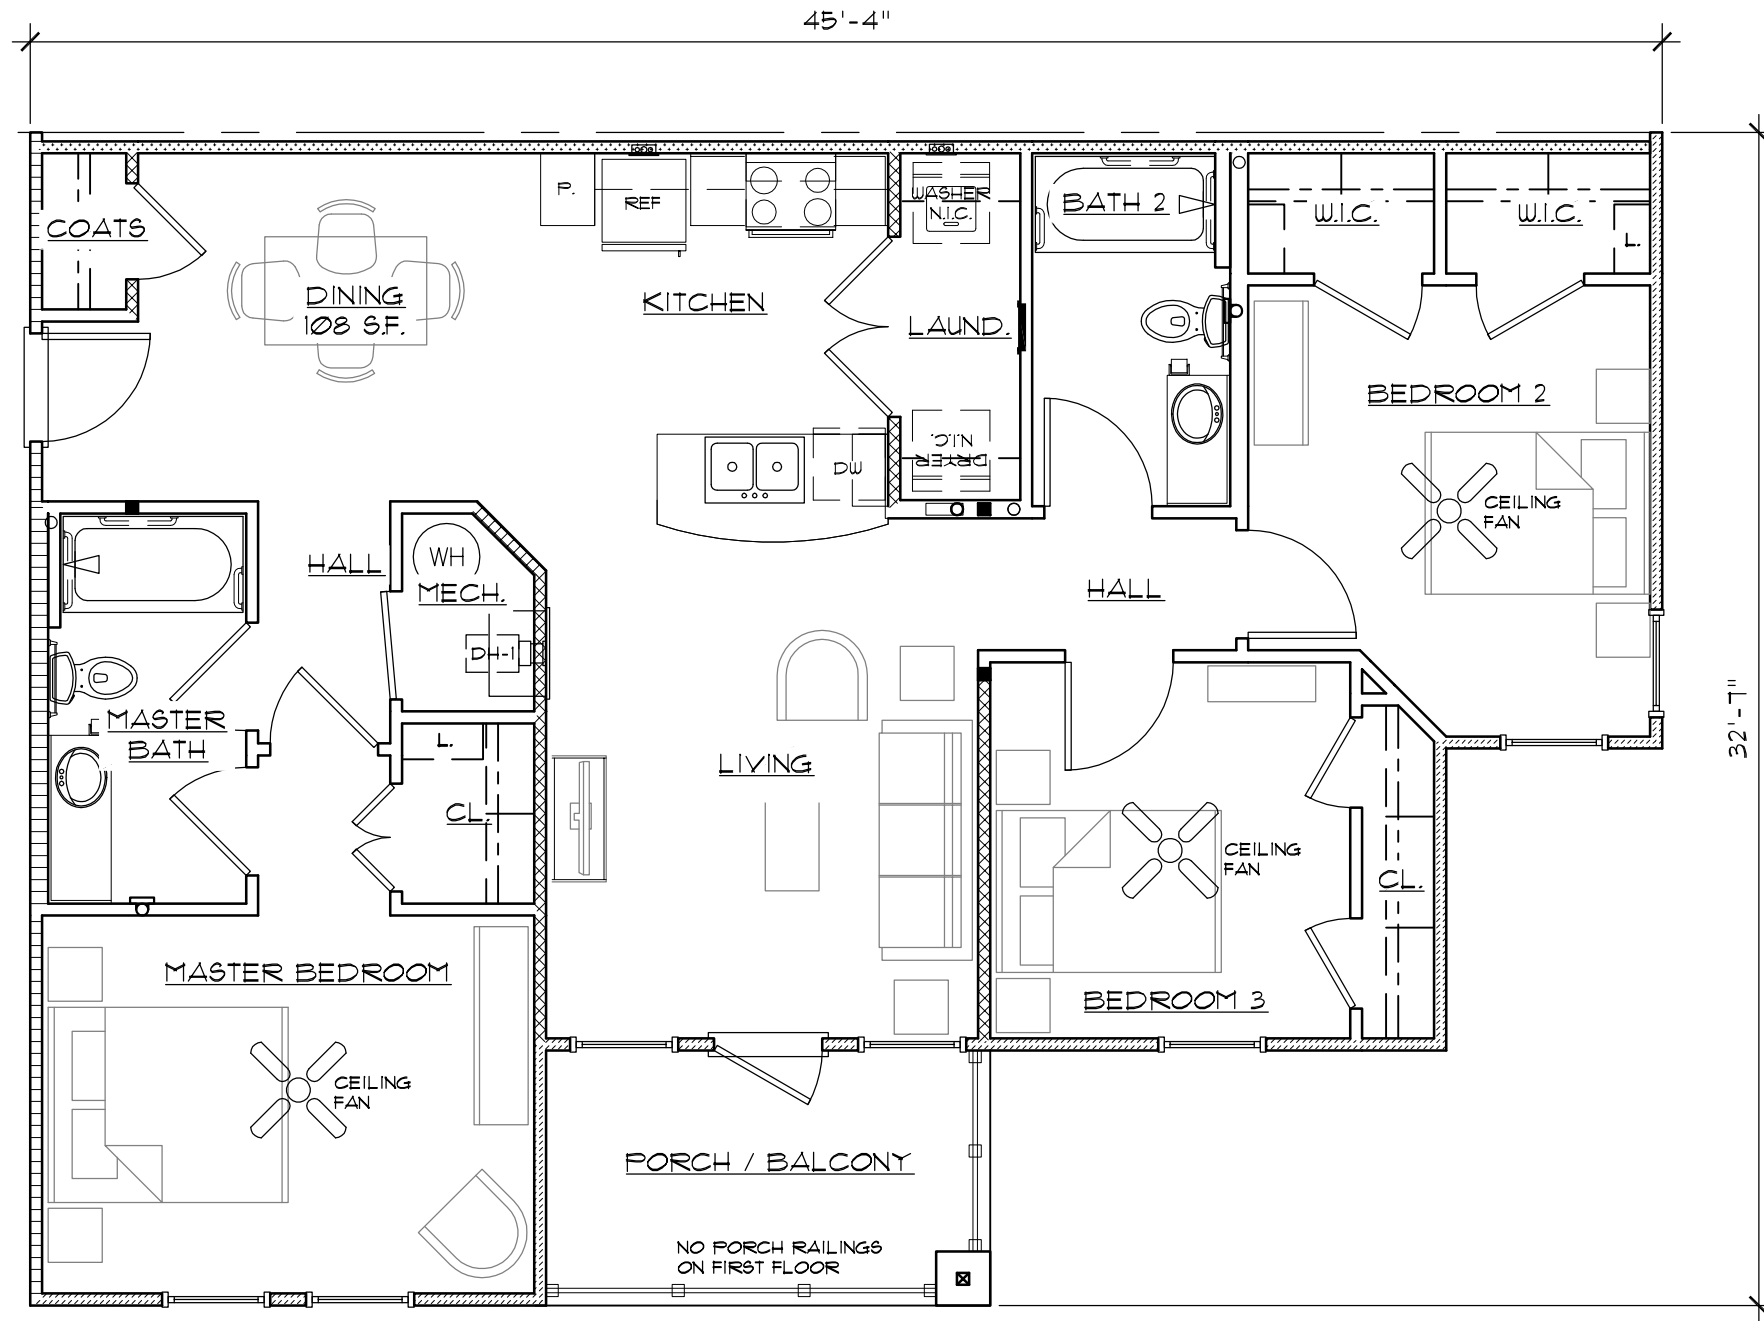 45'-4"
COATS
P.
REF
WASHER
N.I.C.
BATH 2
W.I.C.
W.I.C.
L.
DINING
108 S.F.
KITCHEN
LAUND.
BEDROOM 2
DW
DRYER
N.I.C.
CEILING
FAN
HALL
WH
MECH.
HALL
DH-1
32'-7"
MASTER
BATH
L
L.
LIVING
CL.
CEILING
FAN
CL.
MASTER BEDROOM
BEDROOM 3
CEILING
FAN
PORCH / BALCONY
NO PORCH RAILINGS
ON FIRST FLOOR